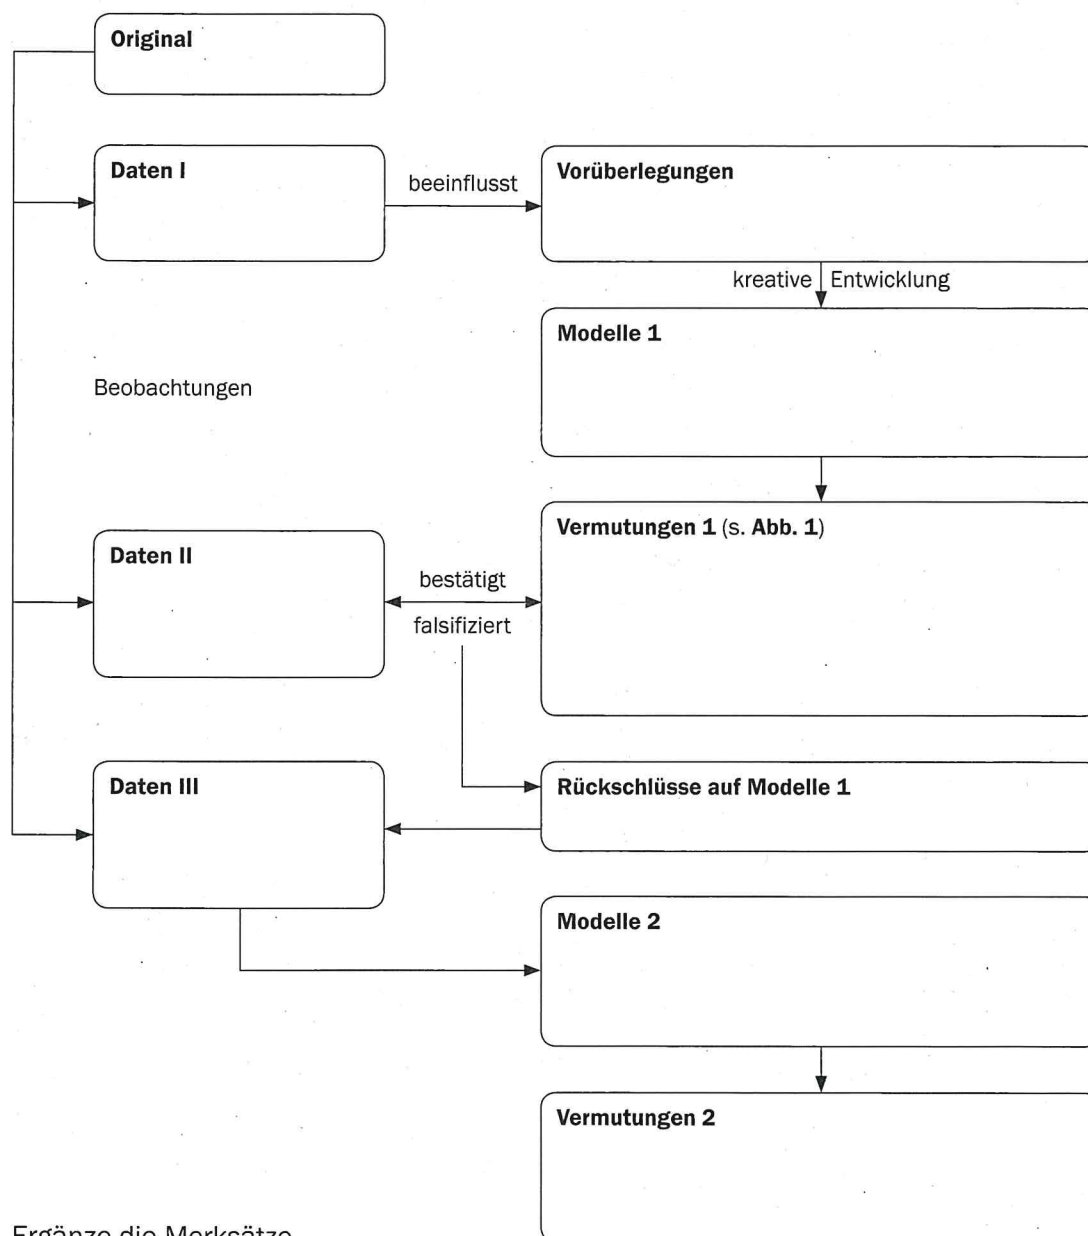 Original
Daten I
beeinflusst
Vorüberlegungen
kreative Entwicklung
Modelle 1
Beobachtungen
Vermutungen 1 (s. Abb. 1)
Daten II
bestätigt
falsifiziert
Daten III
Rückschlüsse auf Modelle 1
Modelle 2
Vermutungen 2
Ergänze die Merksätze